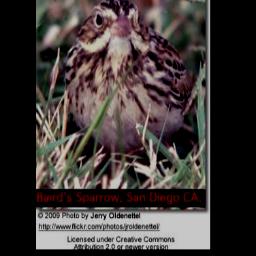 Baird's Sparrow, San Diego CA.
© 2009 Photo by Jerry Oldenettel
http://www.flickr.com/photos/jroldenettel/
Licensed under Creative Commons
Attribution 2.0 or newer version